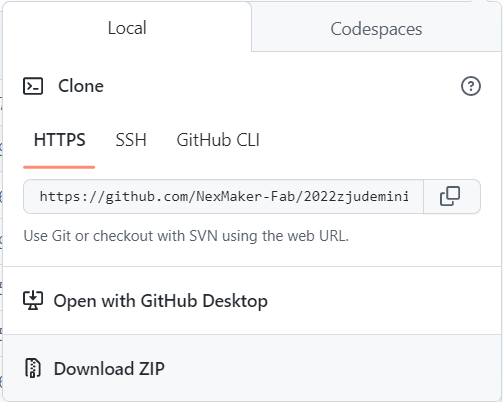 Local
Codespaces
Clone
HTTPS
SSH
GitHub CLI
https://github.com/NexMaker-Fab/2022zjudemini
Use Git or checkout with SVN using the web URL.
Open with GitHub Desktop
Download ZIP